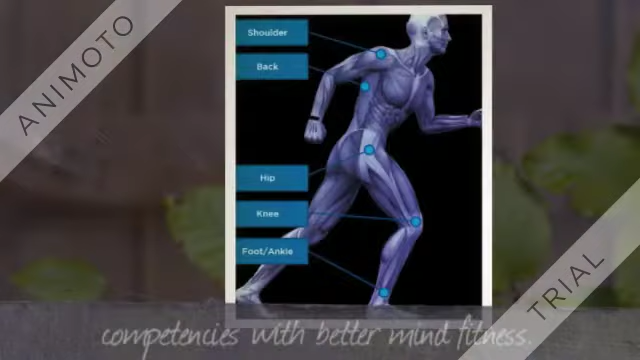 ANIMOTO
Shoulder
Back
Hip
Knee
Foot/Ankle
TRIAL
competencies with better mind fitness.